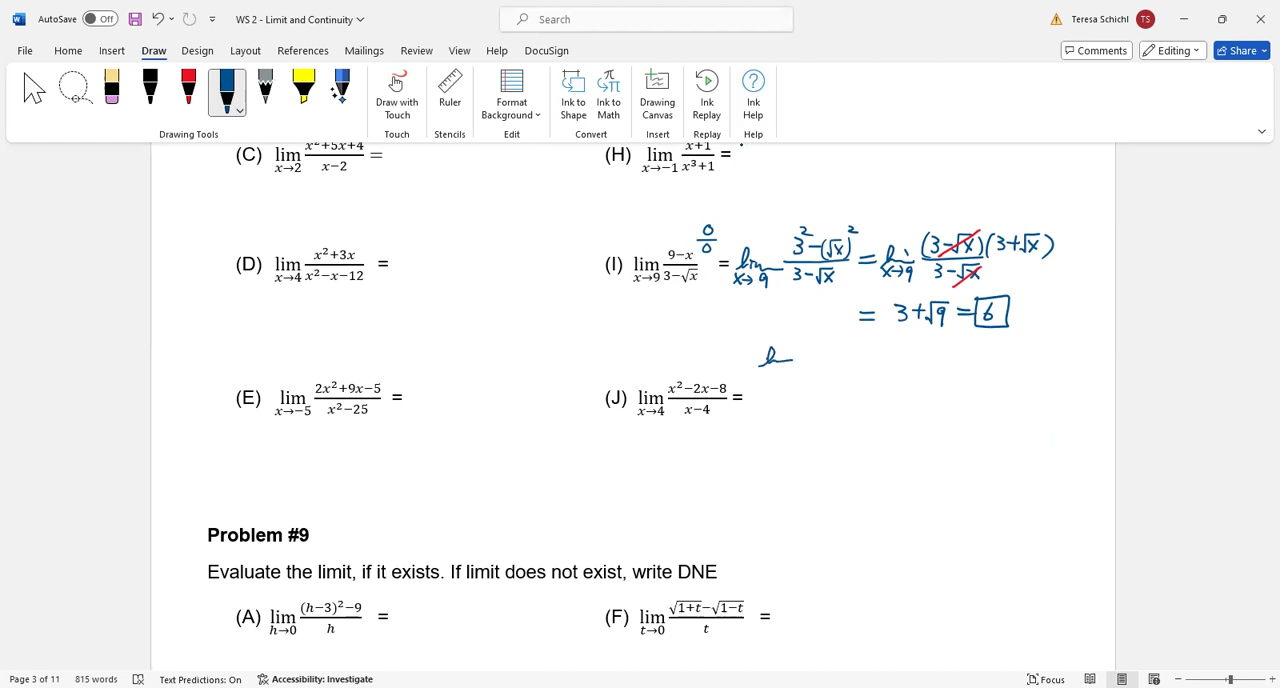 AutoSave Off WS 2 - Limit and Continuity Search Teresa Schichl TS
File Home Insert Draw Design Layout References Mailings Review View Help DocuSign Comments Editing Share
Draw with Touch Ruler Format Background Ink to Shape Ink to Math Drawing Canvas Ink Replay Ink Help
Drawing Tools Touch Stencils Edit Convert Insert Replay Help
(C) lim x→2 x²+5x+4 / x−2 =
(H) lim x→−1 x+1 / x³+1 =
(D) lim x→4 x²+3x / x²−x−12 =
(I) lim x→9 9−x / 3−√x 0/0 = lim x→9 3²−(√x)² / 3−√x = lim x→9 (3−√x)(3+√x) / 3−√x
= 3+√9 = 6
(E) lim x→−5 2x²+9x−5 / x²−25 =
(J) lim x→4 x²−2x−8 / x−4 =
Problem #9
Evaluate the limit, if it exists. If limit does not exist, write DNE
(A) lim h→0 (h−3)²−9 / h =
(F) lim t→0 √1+t−√1−t / t =
Page 3 of 11 815 words Text Predictions: On Accessibility: Investigate Focus